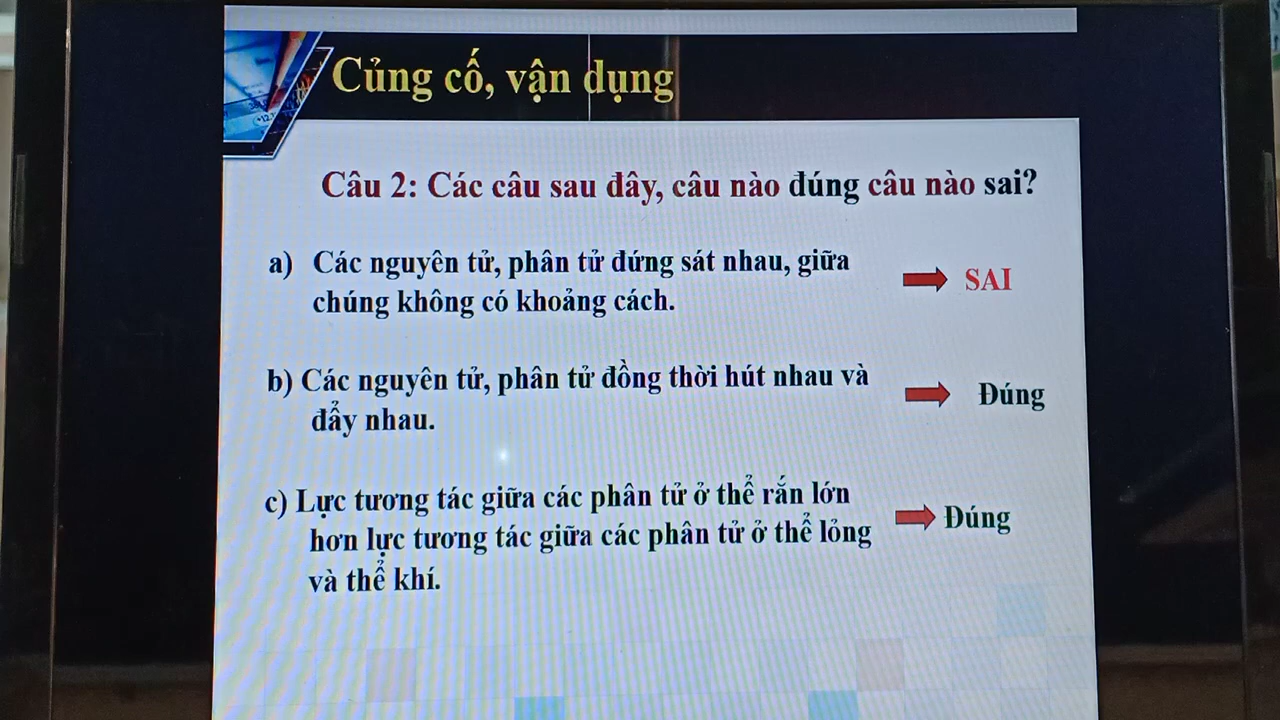 Củng cố, vận dụng
Câu 2: Các câu sau đây, câu nào đúng câu nào sai?
a) Các nguyên tử, phân tử đứng sát nhau, giữa
chúng không có khoảng cách.
SAI
b) Các nguyên tử, phân tử đồng thời hút nhau và
đẩy nhau.
Đúng
c) Lực tương tác giữa các phân tử ở thể rắn lớn
hơn lực tương tác giữa các phân tử ở thể lỏng
và thể khí.
Đúng